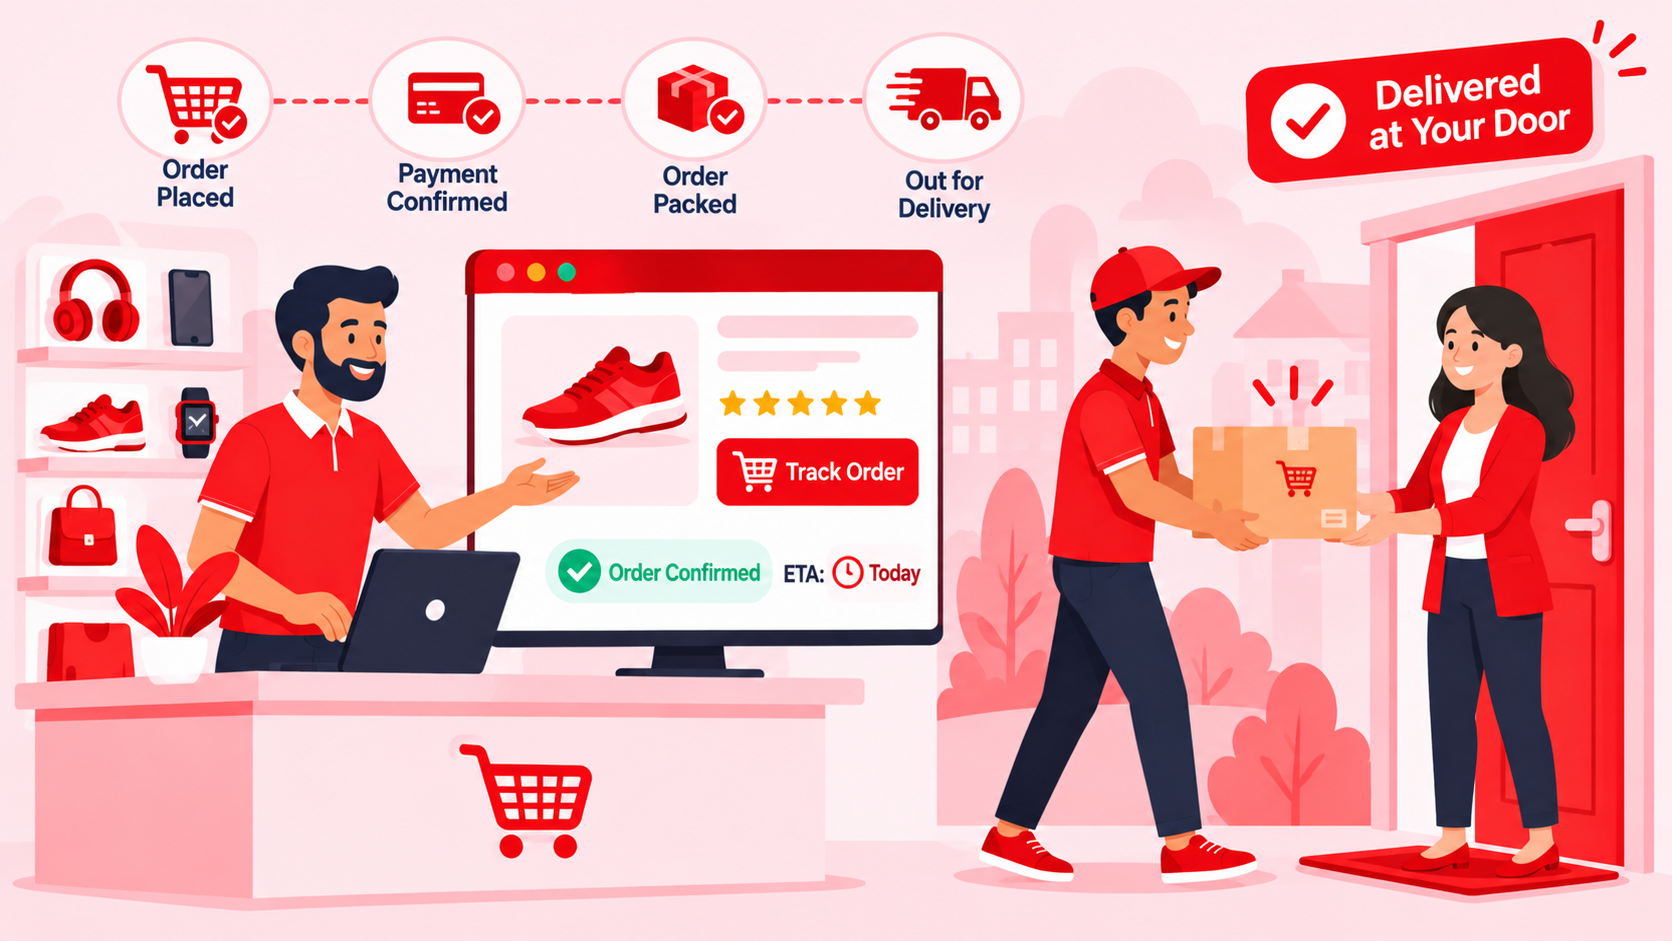 Order
Placed
Payment
Confirmed
Order
Packed
Out for
Delivery
Delivered
at Your Door
Track Order
Order Confirmed
ETA: Today